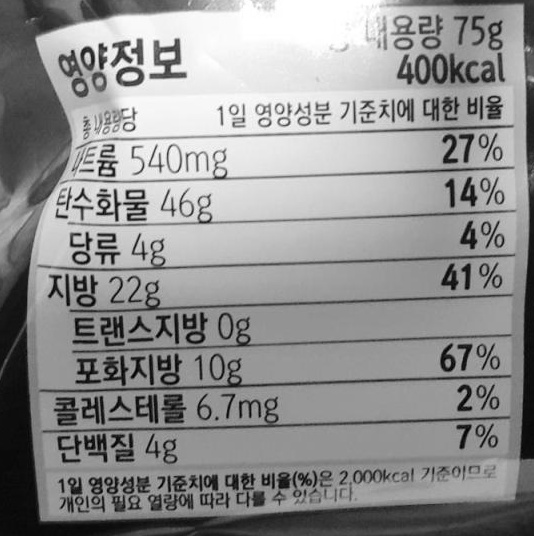 영양정보
내용량 75g
400kcal
총 내용량당 1일 영양성분 기준치에 대한 비율
나트륨 540mg 27%
탄수화물 46g 14%
당류 4g 4%
지방 22g 41%
트랜스지방 0g
포화지방 10g 67%
콜레스테롤 6.7mg 2%
단백질 4g 7%
1일 영양성분 기준치에 대한 비율(%)은 2,000kcal 기준이므로
개인의 필요 열량에 따라 다를 수 있습니다.